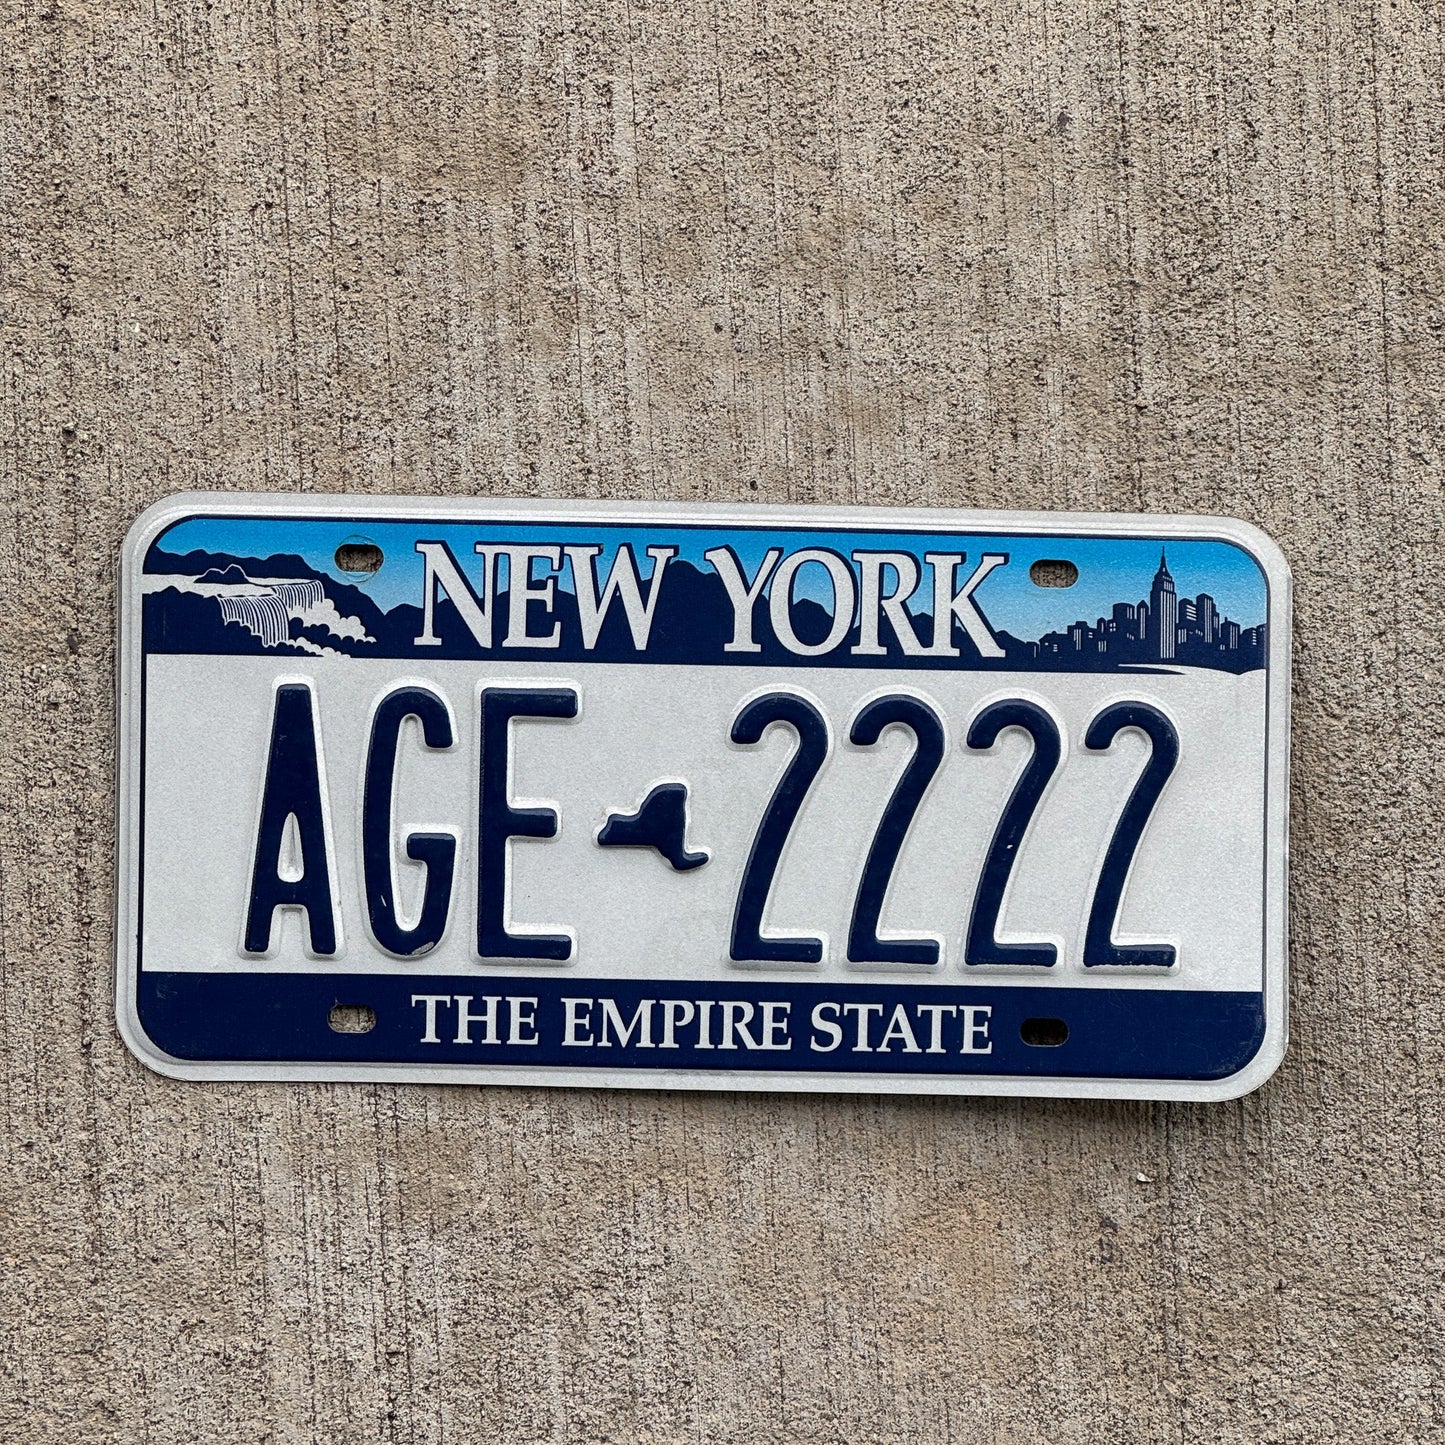 NEW YORK
AGE 2222
THE EMPIRE STATE